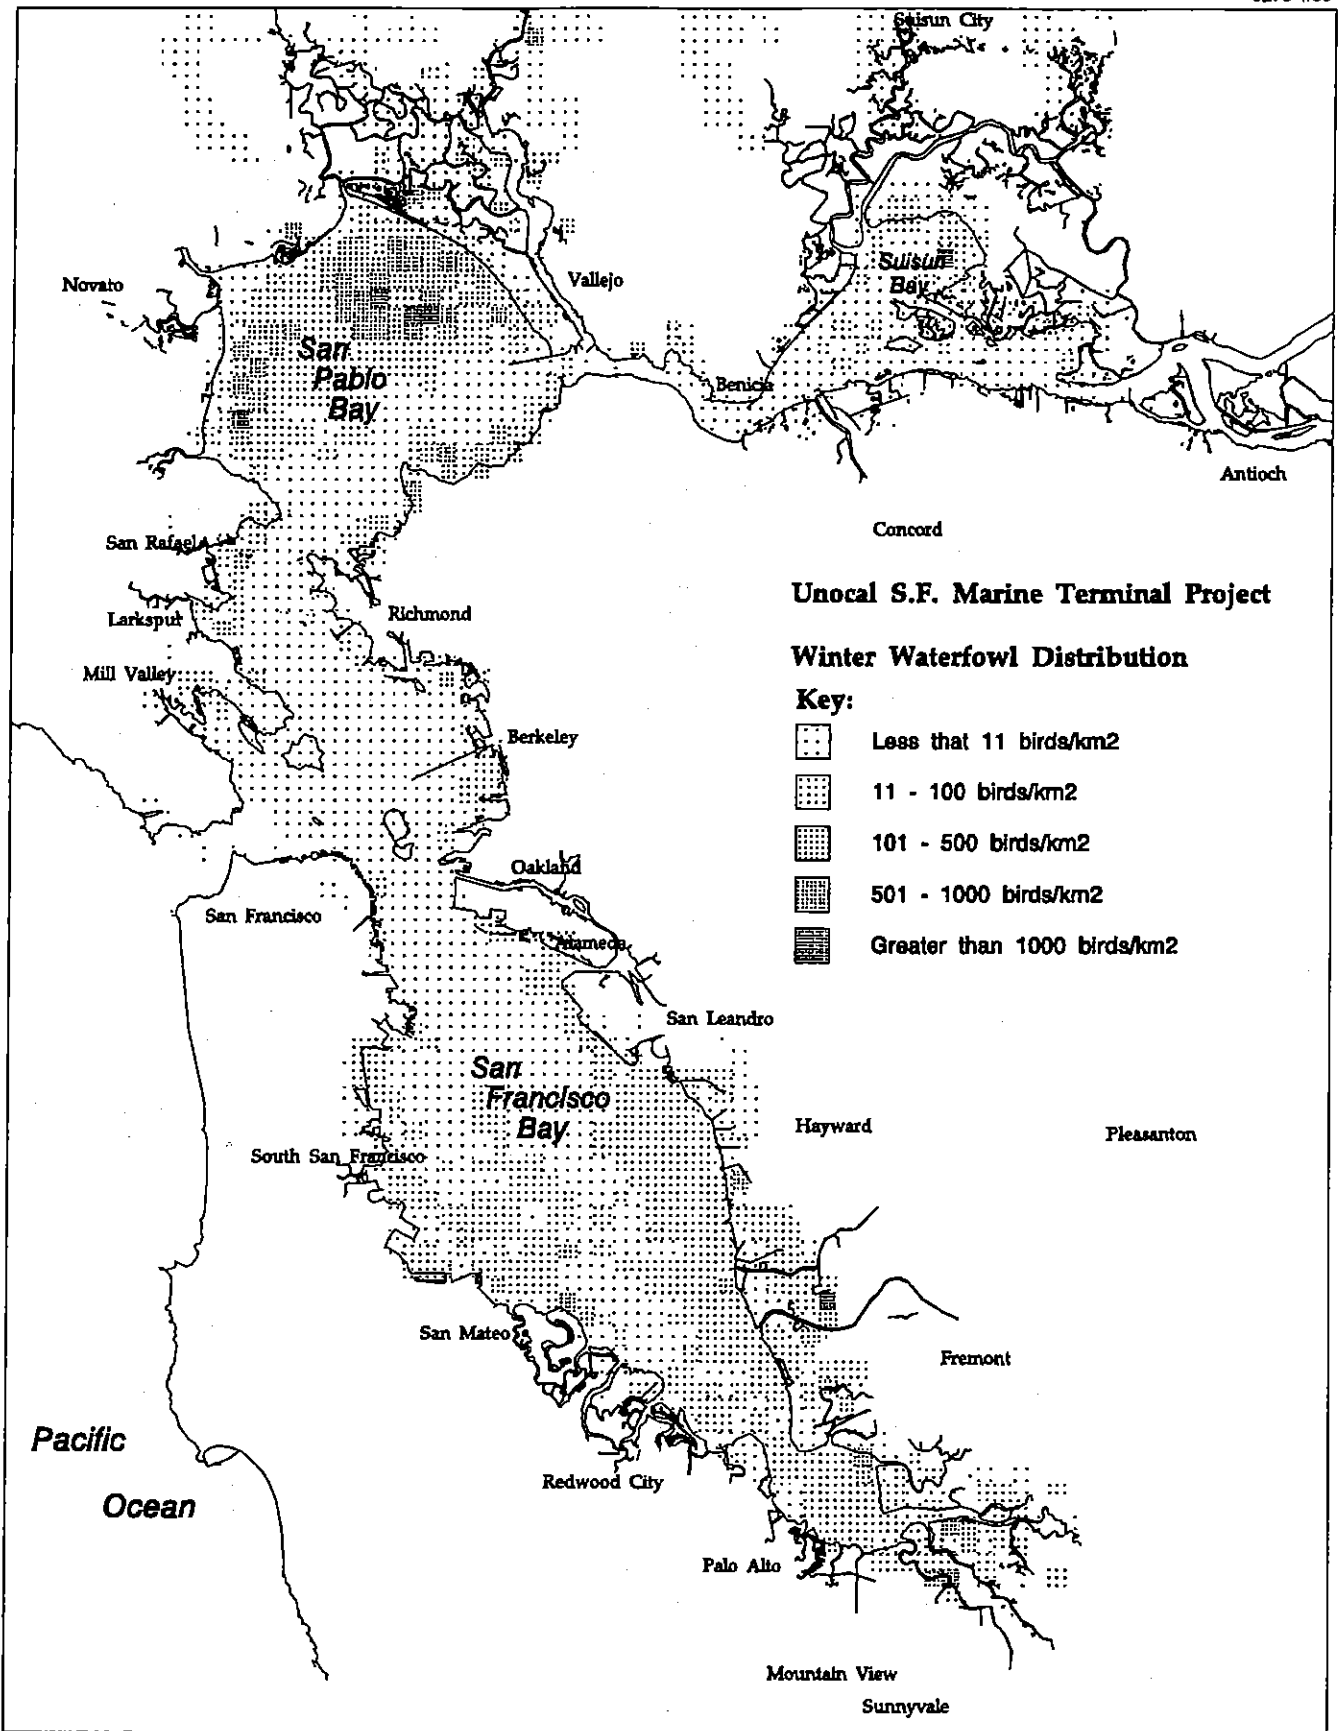 Suisun City
Novato
Vallejo
Suisun
Bay
San
Pablo
Bay
Benicia
Antioch
Concord
San Rafael
Unocal S.F. Marine Terminal Project
Larkspur
Richmond
Winter Waterfowl Distribution
Mill Valley
Key:
Less that 11 birds/km2
Berkeley
11 - 100 birds/km2
101 - 500 birds/km2
Oakland
501 - 1000 birds/km2
San Francisco
Alameda
Greater than 1000 birds/km2
San Leandro
San
Francisco
Bay
Hayward
Pleasanton
South San Francisco
San Mateo
Fremont
Pacific
Ocean
Redwood City
Palo Alto
Mountain View
Sunnyvale